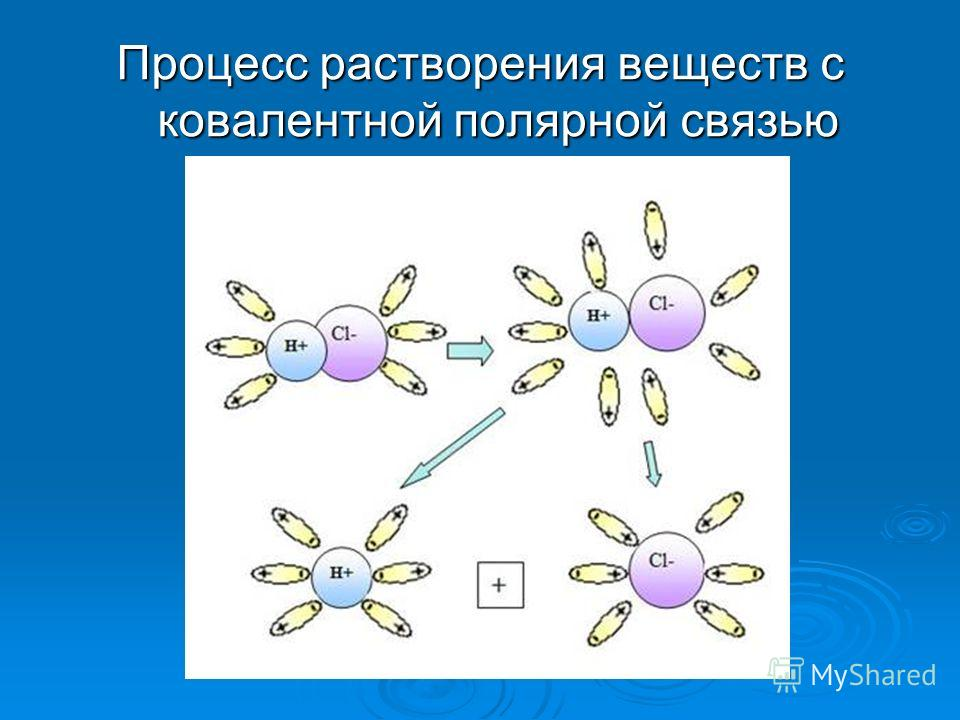 Процесс растворения веществ с
ковалентной полярной связью
H+ Cl-
H+ Cl-
H+ + Cl-
MyShared